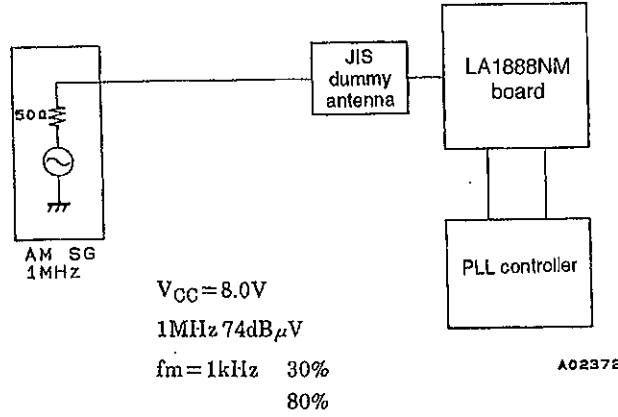 JIS
dummy
antenna
LA1888NM
board
50Ω
AM SG
1MHz
PLL controller
VCC=8.0V
1MHz 74dBμV
fm=1kHz 30%
80%
A02372